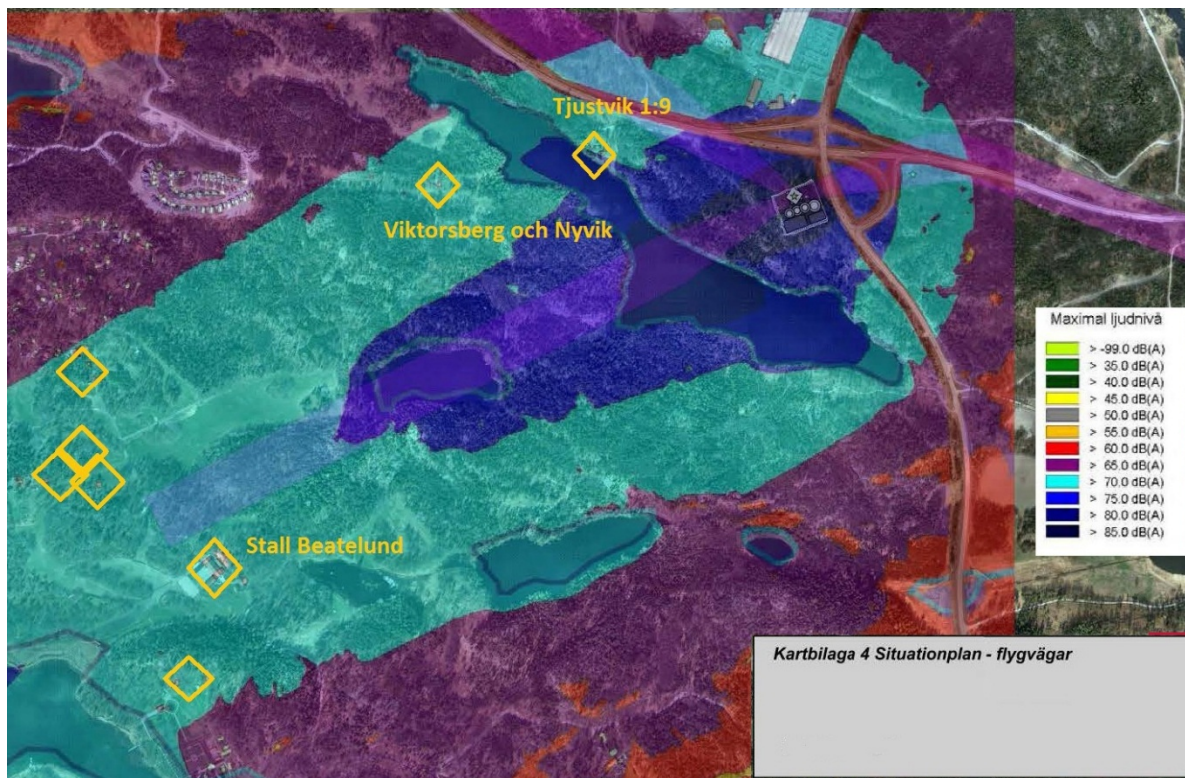 Tjustvik 1:9
Viktorsberg och Nyvik
Stall Beatelund
Maximal ljudnivå
> -99.0 dB(A)
> 35.0 dB(A)
> 40.0 dB(A)
> 45.0 dB(A)
> 50.0 dB(A)
> 55.0 dB(A)
> 60.0 dB(A)
> 65.0 dB(A)
> 70.0 dB(A)
> 75.0 dB(A)
> 80.0 dB(A)
> 85.0 dB(A)
Kartbilaga 4 Situationplan - flygvägar